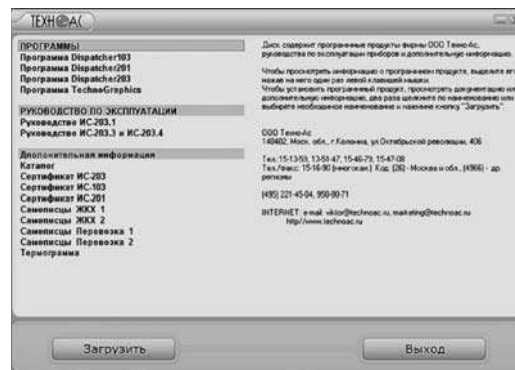 ТЕХНО@АС
ПРОГРАММЫ
Программа Dispatcher103
Программа Dispatcher201
Программа Dispatcher203
Программа TechnoGraphics
РУКОВОДСТВО ПО ЭКСПЛУАТАЦИИ
Руководство ИС-203.1
Руководство ИС-203.3 и ИС-203.4
Дополнительная информация
Каталог
Сертификат ИС-203
Сертификат ИС-103
Сертификат ИС-201
Самописцы ЖКХ 1
Самописцы ЖКХ 2
Самописцы Перевозка 1
Самописцы Перевозка 2
Термограмма
Диск содержит программные продукты фирмы ООО Техно-Ас,
руководства по эксплуатации приборов и дополнительную информацию.
Чтобы просмотреть информацию о программном продукте, выделите его
нажав на него один раз левой клавишей мышки.
Чтобы установить программный продукт, просмотреть документацию или
дополнительную информацию, два раза щелкните по наименованию или
выберите необходимое наименование и нажмите кнопку "Загрузить".
ООО Техно-Ас
140402, Моск. обл., г.Коломна, ул.Октябрьской революции, 406
Тел.:15-13-59, 13-51-47, 15-46-79, 15-47-08
Тел./факс: 15-16-90 (многокан.) Код: (26) - Москва и обл., (4966) - др.
регионы
(495) 221-45-04, 950-80-71
INTERNET: e-mail: viktor@technoac.ru, marketing@technoac.ru
http//www.technoac.ru
Загрузить
Выход